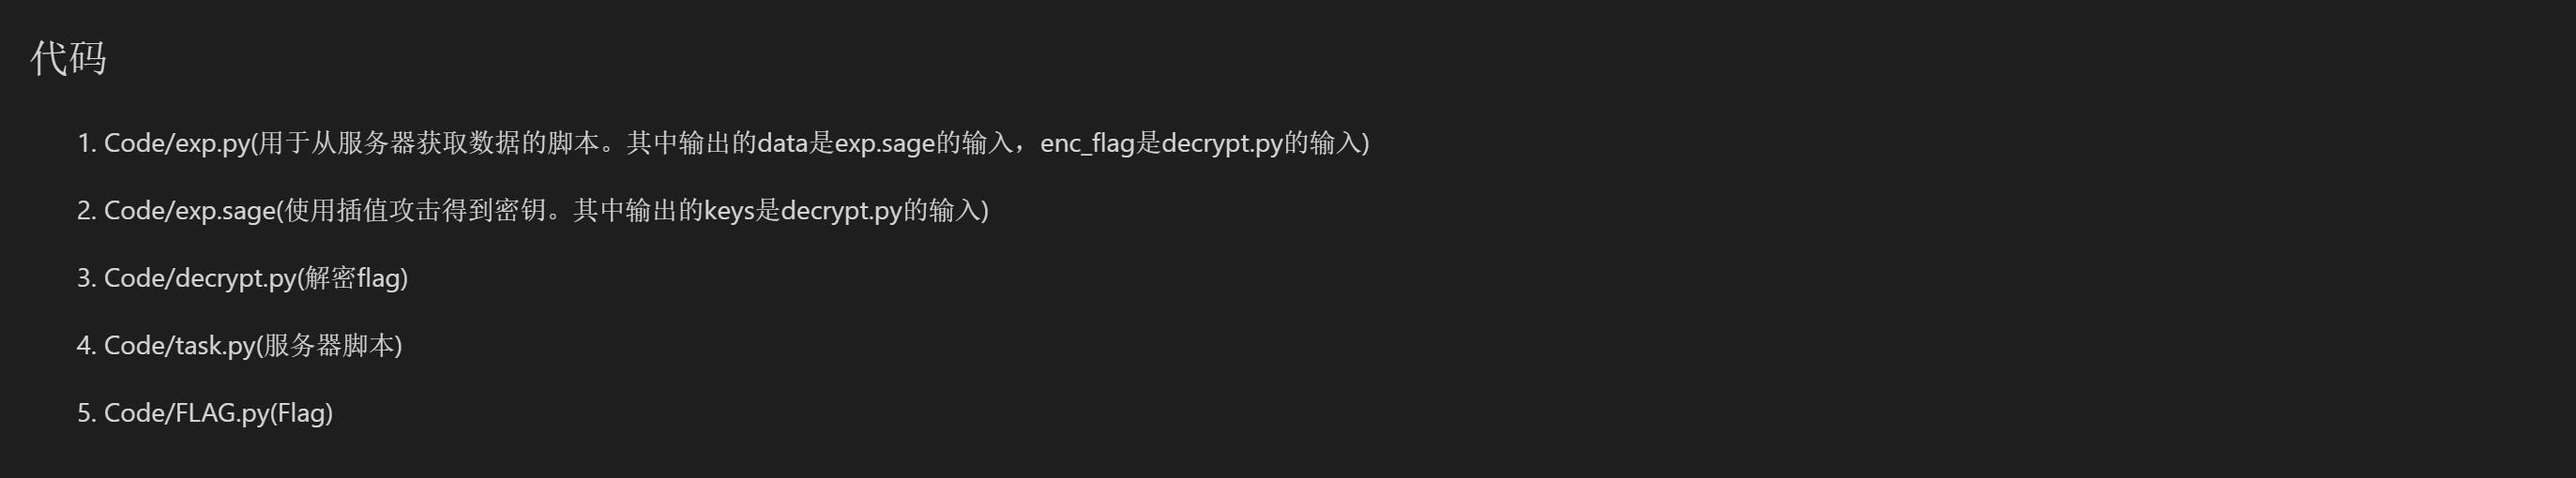 代码
1. Code/exp.py(用于从服务器获取数据的脚本。其中输出的data是exp.sage的输入，enc_flag是decrypt.py的输入)
2. Code/exp.sage(使用插值攻击得到密钥。其中输出的keys是decrypt.py的输入)
3. Code/decrypt.py(解密flag)
4. Code/task.py(服务器脚本)
5. Code/FLAG.py(Flag)